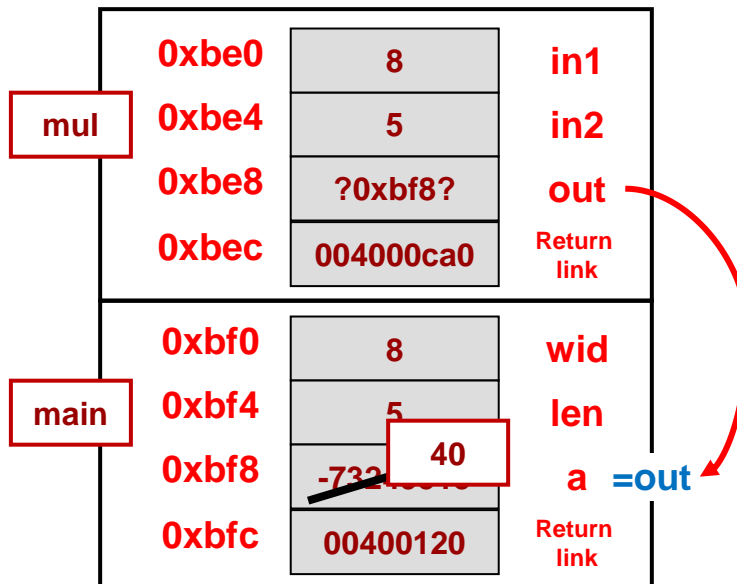 0xbe0 8 in1
mul 0xbe4 5 in2
0xbe8 ?0xbf8? out
0xbec 004000ca0 Return
link
0xbf0 8 wid
main 0xbf4 5 len
40
0xbf8 a =out
0xbfc 00400120 Return
link